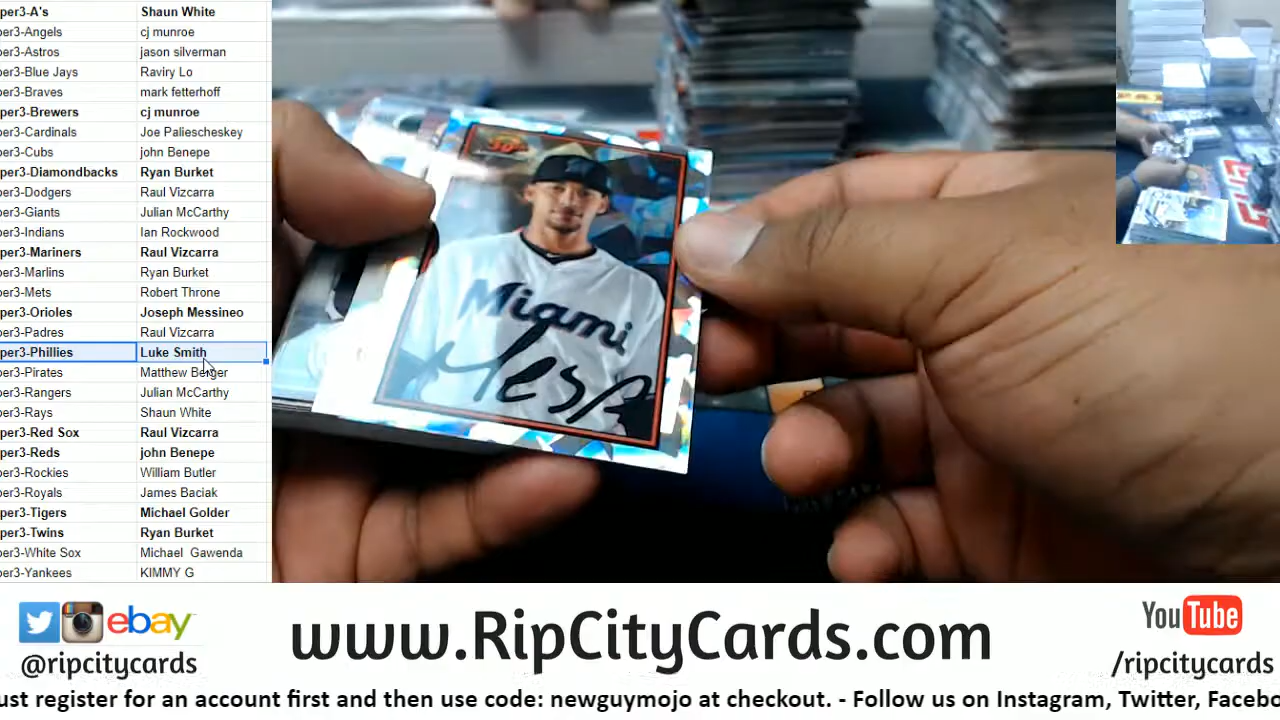 per3-A's Shaun White
per3-Angels cj munroe
per3-Astros jason silverman
per3-Blue Jays Raviry Lo
per3-Braves mark fetterhoff
per3-Brewers cj munroe
per3-Cardinals Joe Paliescheskey
per3-Cubs john Benepe
per3-Diamondbacks Ryan Burket
per3-Dodgers Raul Vizcarra
per3-Giants Julian McCarthy
per3-Indians Ian Rockwood
per3-Mariners Raul Vizcarra
per3-Marlins Ryan Burket
per3-Mets Robert Throne
per3-Orioles Joseph Messineo
per3-Padres Raul Vizcarra
per3-Phillies Luke Smith
per3-Pirates Matthew Berger
per3-Rangers Julian McCarthy
per3-Rays Shaun White
per3-Red Sox Raul Vizcarra
per3-Reds john Benepe
per3-Rockies William Butler
per3-Royals James Baciak
per3-Tigers Michael Golder
per3-Twins Ryan Burket
per3-White Sox Michael Gawenda
per3-Yankees KIMMY G
Miami
Mesa
ebay
@ripcitycards
www.RipCityCards.com
YouTube
/ripcitycards
ust register for an account first and then use code: newguymojo at checkout. - Follow us on Instagram, Twitter, Facebo